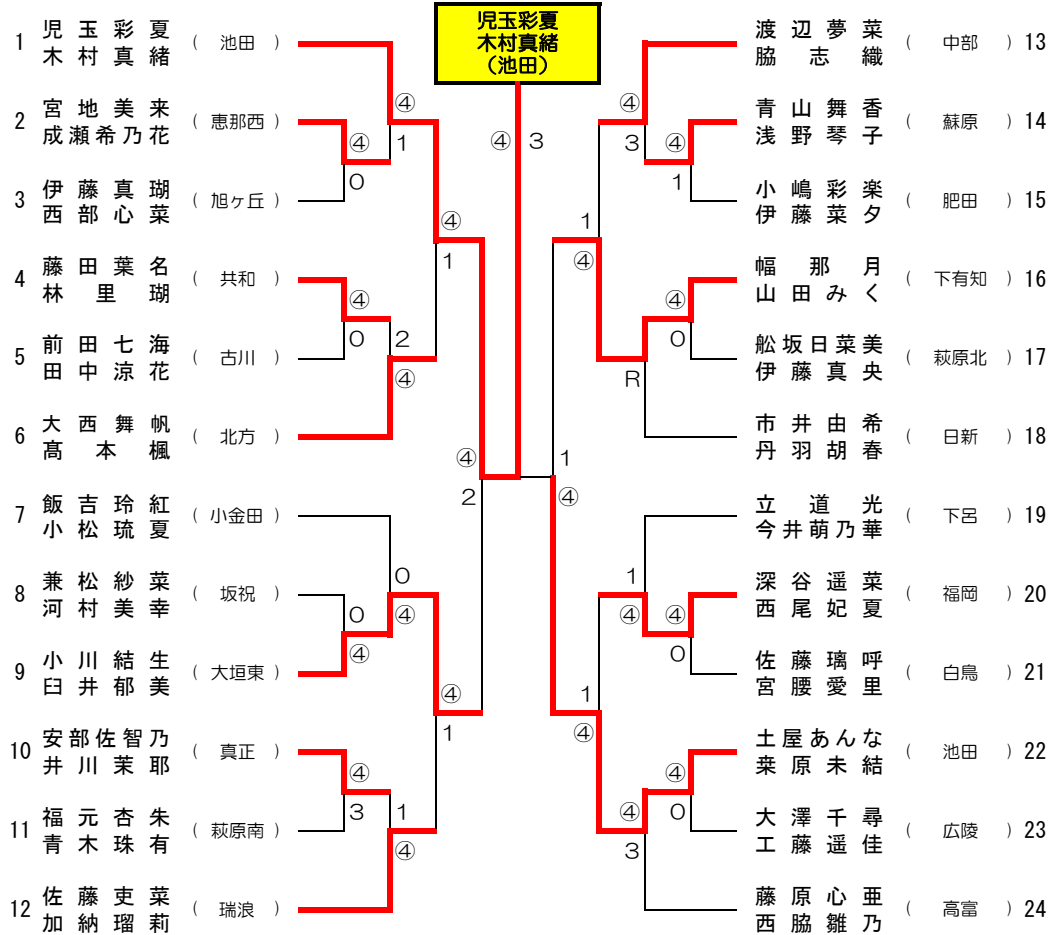 児玉彩夏
木村真緒
（池田）
1 児玉彩夏 木村真緒 （ 池田 ）
2 宮地美来 成瀬希乃花 （ 恵那西 ）
3 伊藤真瑚 西部心菜 （ 旭ヶ丘 ）
4 藤田葉名 林里瑚 （ 共和 ）
5 前田七海 田中涼花 （ 古川 ）
6 大西舞帆 髙本楓 （ 北方 ）
7 飯吉玲紅 小松琉夏 （ 小金田 ）
8 兼松紗菜 河村美幸 （ 坂祝 ）
9 小川結生 臼井郁美 （ 大垣東 ）
10 安部佐智乃 井川茉耶 （ 真正 ）
11 福元杏朱 青木珠有 （ 萩原南 ）
12 佐藤吏菜 加納瑠莉 （ 瑞浪 ）
④ 1
④ 0
④ 1
④ 0
2 ④
④ 2
0 ④
0 ④
④ 1
④ 3
1 ④
④ 3
渡辺夢菜 脇志織 （ 中部 ） 13
青山舞香 浅野琴子 （ 蘇原 ） 14
小嶋彩楽 伊藤菜夕 （ 肥田 ） 15
幅那月 山田みく （ 下有知 ） 16
舩坂日菜美 伊藤真央 （ 萩原北 ） 17
市井由希 丹羽胡春 （ 日新 ） 18
立道光 今井萌乃華 （ 下呂 ） 19
深谷遥菜 西尾妃夏 （ 福岡 ） 20
佐藤璃呼 宮腰愛里 （ 白鳥 ） 21
土屋あんな 桒原未結 （ 池田 ） 22
大澤千尋 工藤遥佳 （ 広陵 ） 23
藤原心亜 西脇雛乃 （ 高富 ） 24
④ 3
④ 1
1 ④
④ 0
R
1 ④
1 ④
④ 0
1 ④
④ 0
④ 3